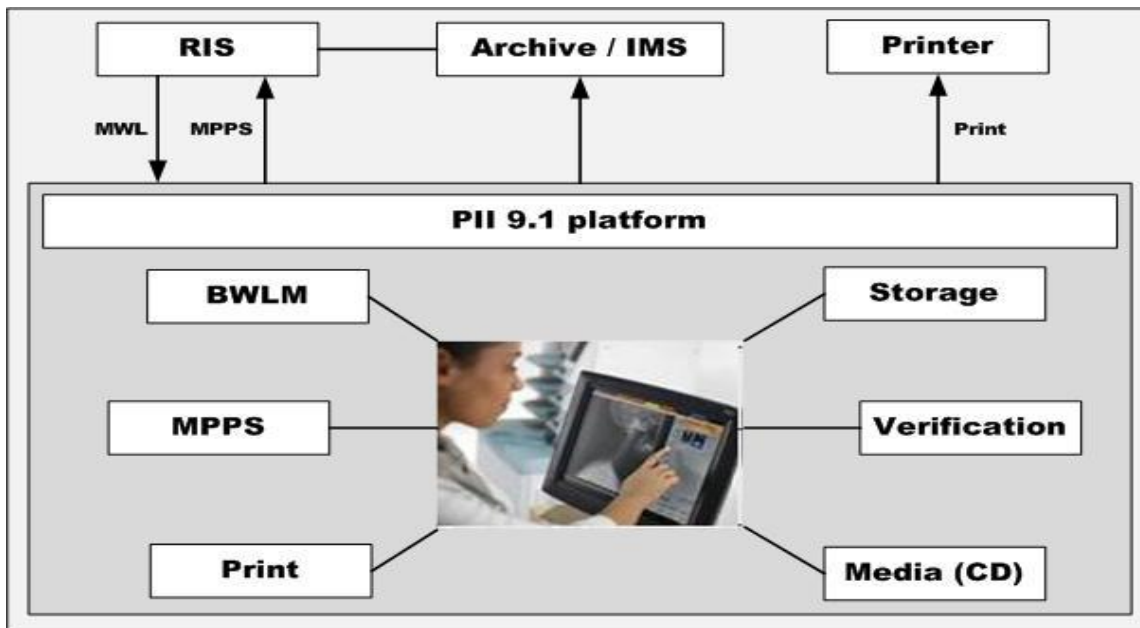 RIS
Archive / IMS
Printer
MWL
MPPS
Print
PII 9.1 platform
BWLM
Storage
MPPS
Verification
Print
Media (CD)